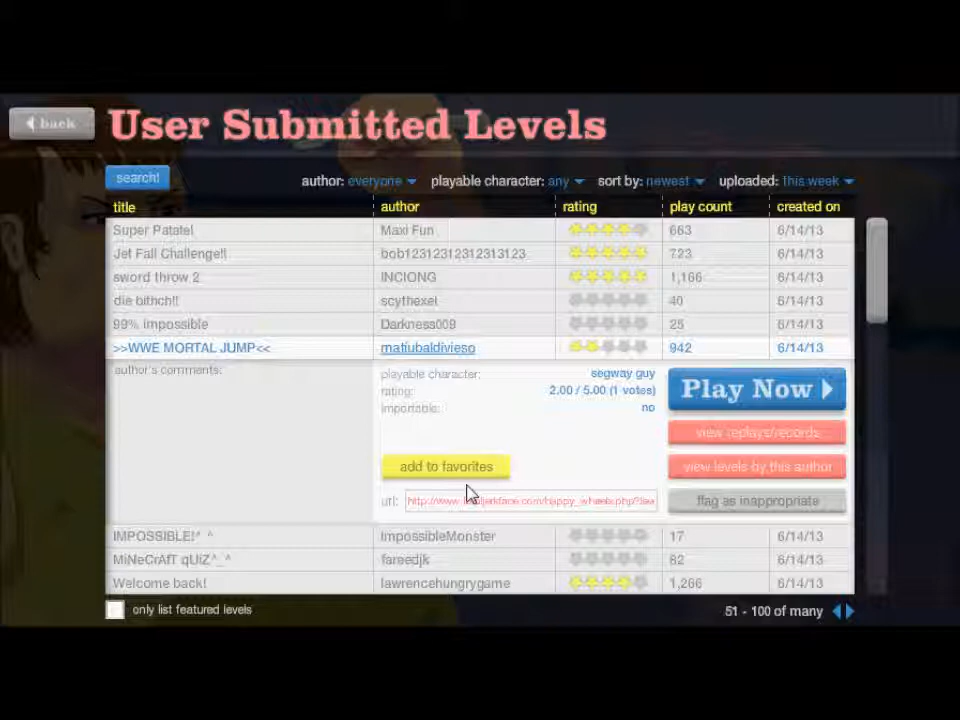 back
User Submitted Levels
search!
author: everyone playable character: any sort by: newest uploaded: this week
title author rating play count created on
Super Patate! Maxi Fun 663 6/14/13
Jet Fall Challenge!! bob1231231231231312 723 6/14/13
sword throw 2 INCIONG 1,166 6/14/13
die bithch!! scythexel 40 6/14/13
99% impossible Darkness009 25 6/14/13
>>WWE MORTAL JUMP<< matiubaldivieso 942 6/14/13
author's comments:
playable character: segway guy
rating: 2.00 / 5.00 (1 votes)
importable: no
Play Now
view replays/records
add to favorites
view levels by this author
url:
flag as inappropriate
IMPOSSIBLE!^_^ ImpossibleMonster 17 6/14/13
MiNeCrAfT qUiZ^_^ fareedjk 82 6/14/13
Welcome back! lawrencehungrygame 1,266 6/14/13
only list featured levels
51 - 100 of many